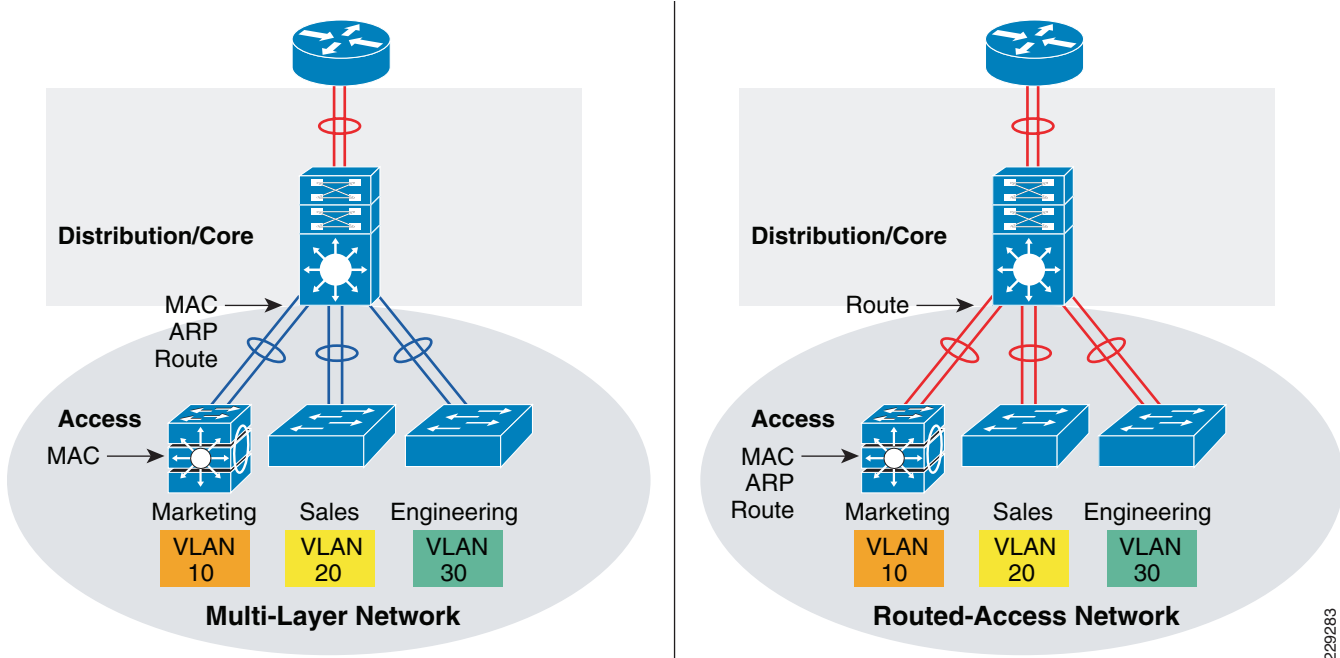 Distribution/Core
MAC
ARP
Route
Access
MAC
Marketing
Sales
Engineering
VLAN
10
VLAN
20
VLAN
30
Multi-Layer Network
Distribution/Core
Route
Access
MAC
ARP
Route
Marketing
Sales
Engineering
VLAN
10
VLAN
20
VLAN
30
Routed-Access Network
229283